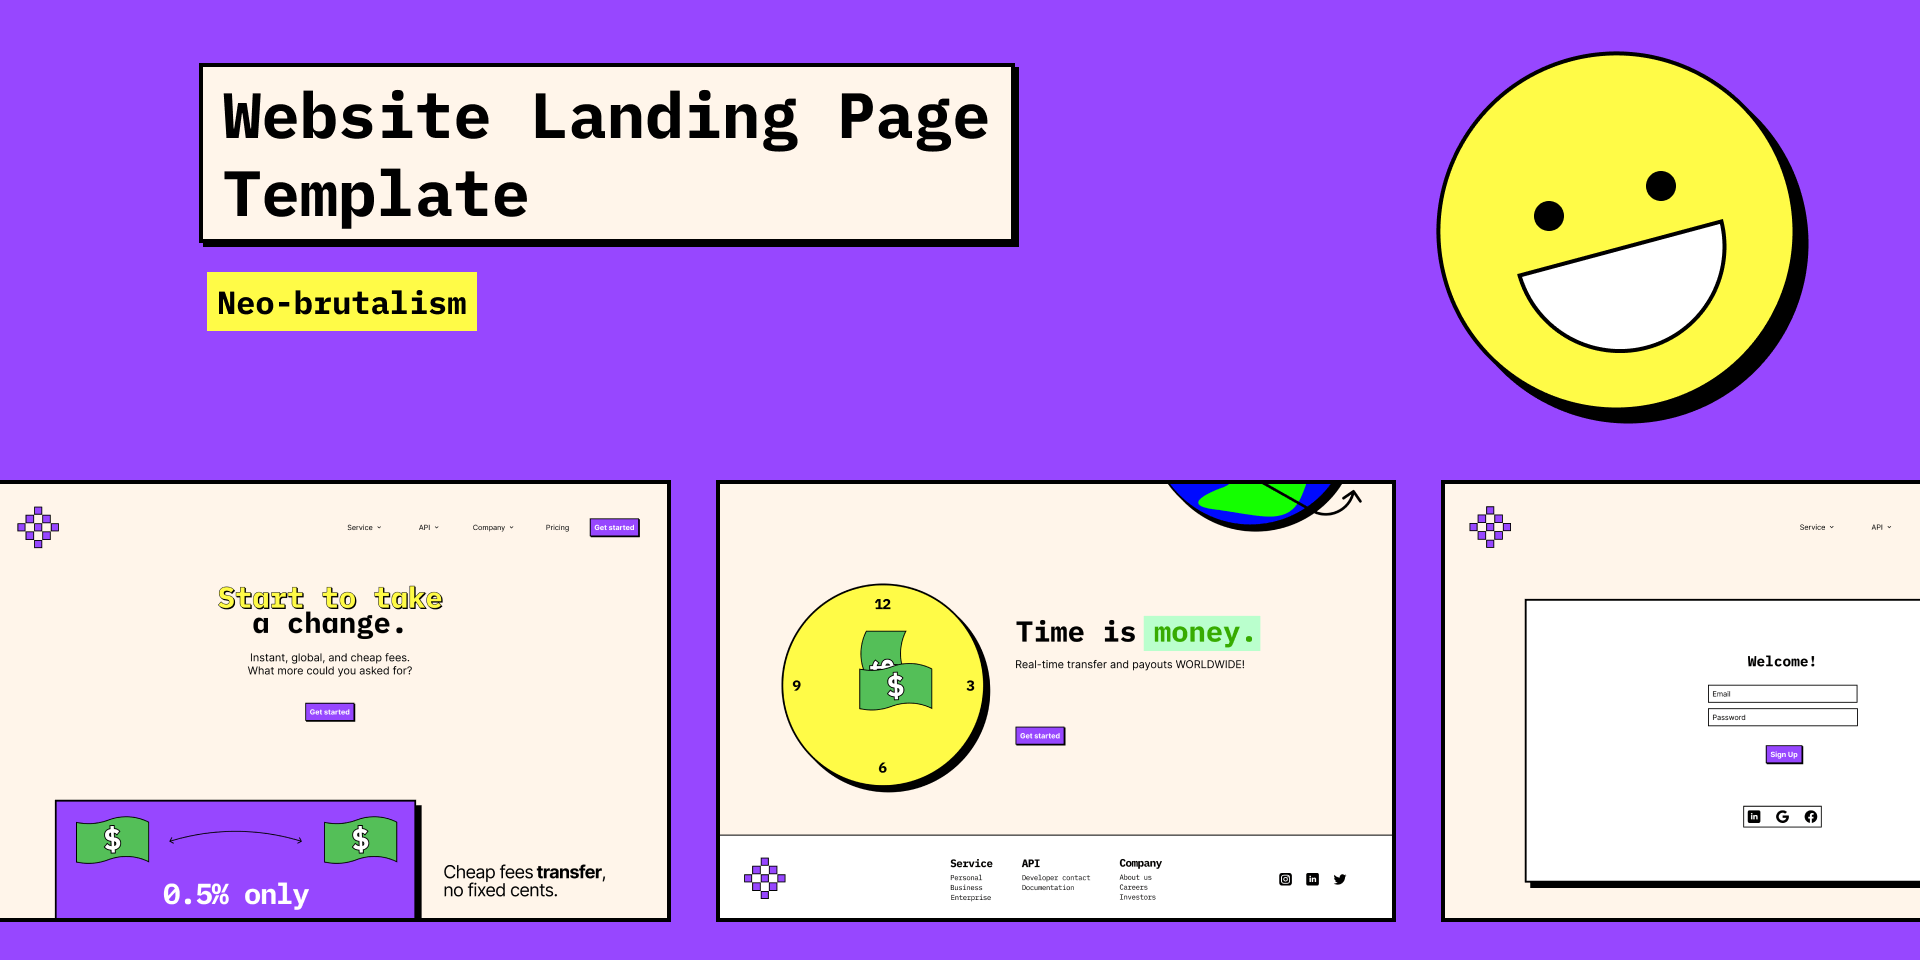 Website Landing Page
Template
Neo-brutalism
Service
API
Company
Pricing
Get started
Start to take
a change.
Instant, global, and cheap fees.
What more could you asked for?
Get started
$
$
0.5% only
Cheap fees transfer,
no fixed cents.
12
9
3
6
$
Time is money.
Real-time transfer and payouts WORLDWIDE!
Get started
Service
Personal
Business
Enterprise
API
Developer contact
Documentation
Company
About us
Careers
Investors
Service
API
Welcome!
Email
Password
Sign Up